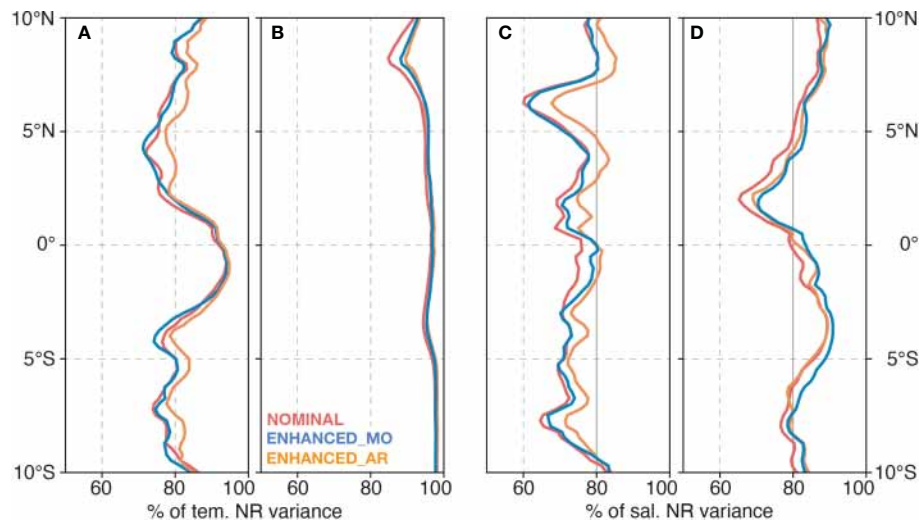 10°N A B C D 10°N
5°N 5°N
0° 0°
5°S 5°S
NOMINAL
ENHANCED_MO
ENHANCED_AR
10°S 10°S
60 80 100 60 80 100 60 80 100 60 80 100
% of tem. NR variance % of sal. NR variance